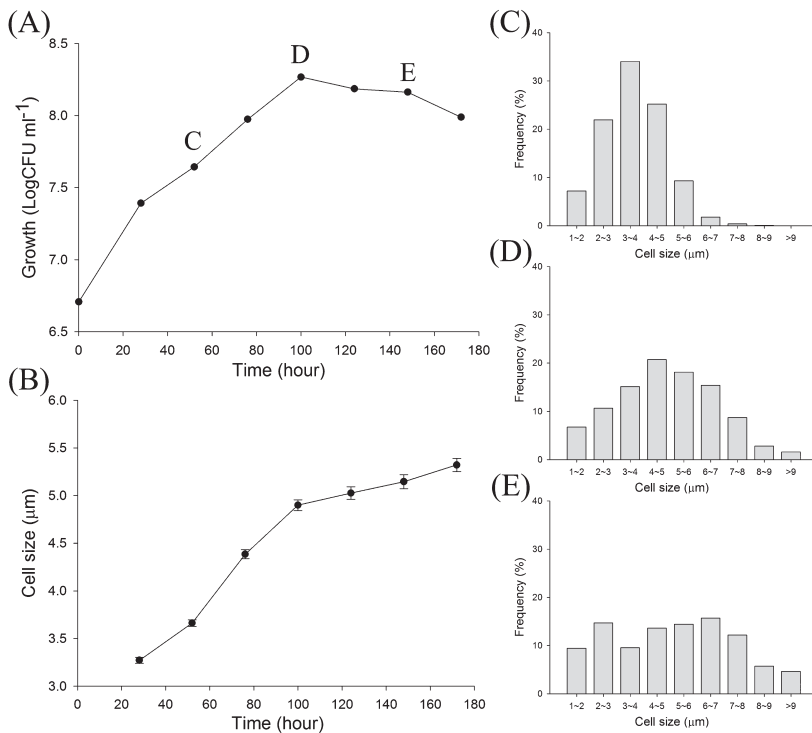 (A)
8.5
8.0
7.5
7.0
6.5
Growth (LogCFU ml-1)
C
D
E
0 20 40 60 80 100 120 140 160 180
Time (hour)
(B)
6.0
5.5
5.0
4.5
4.0
3.5
3.0
Cell size (μm)
0 20 40 60 80 100 120 140 160 180
Time (hour)
(C)
40
30
20
10
0
Frequency (%)
1~2 2~3 3~4 4~5 5~6 6~7 7~8 8~9 >9
Cell size (μm)
(D)
40
30
20
10
0
Frequency (%)
1~2 2~3 3~4 4~5 5~6 6~7 7~8 8~9 >9
Cell size (μm)
(E)
40
30
20
10
0
Frequency (%)
1~2 2~3 3~4 4~5 5~6 6~7 7~8 8~9 >9
Cell size (μm)